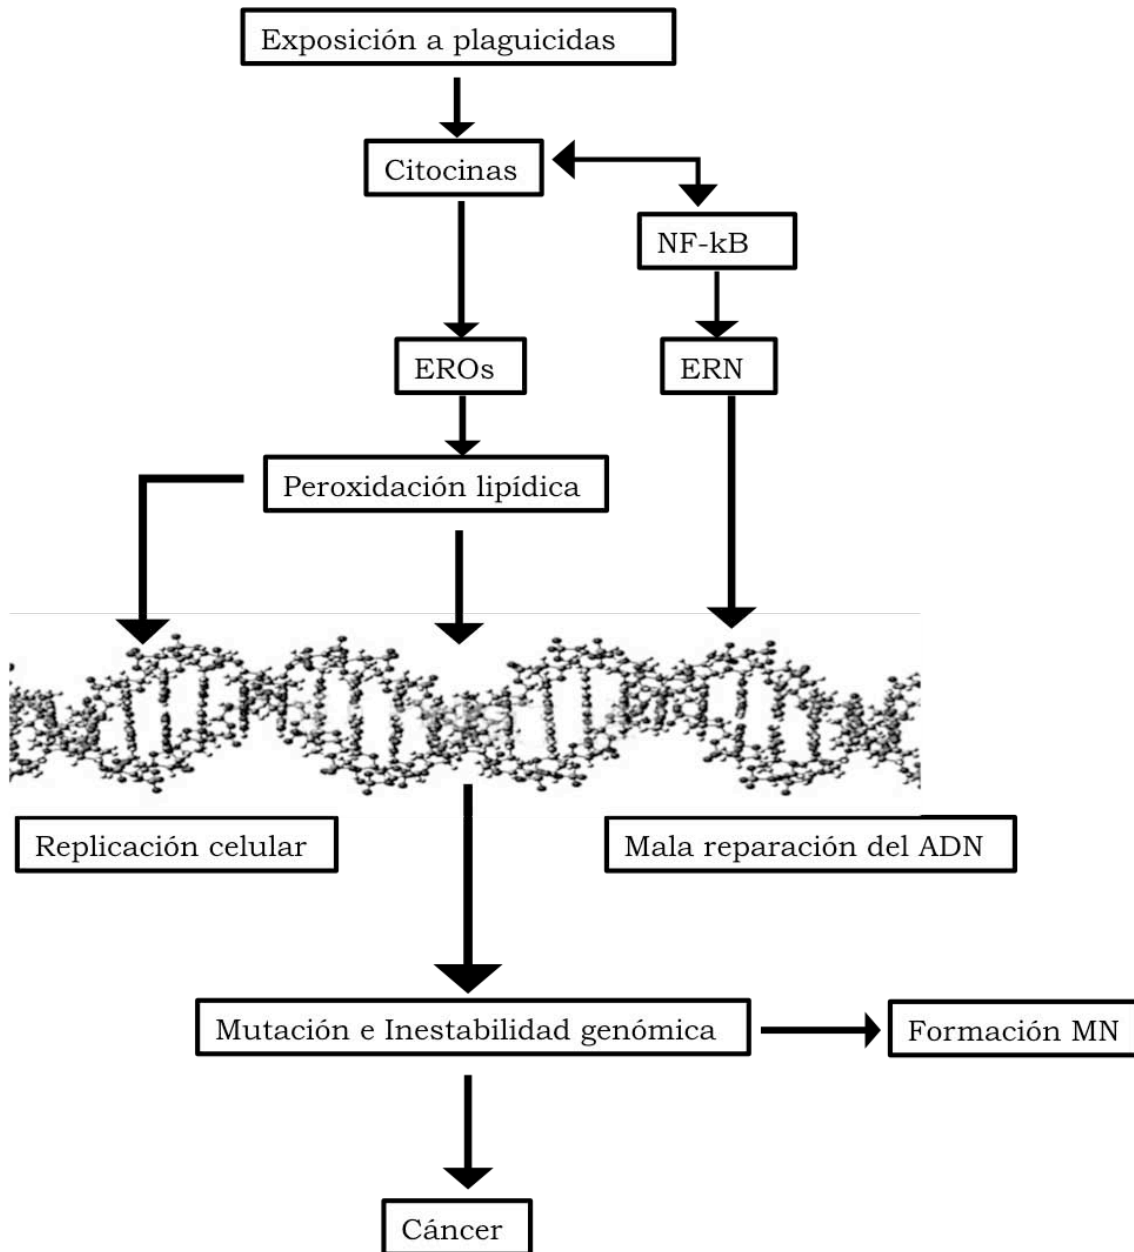 Exposición a plaguicidas
Citocinas
NF-kB
EROs
ERN
Peroxidación lipídica
Replicación celular
Mala reparación del ADN
Mutación e Inestabilidad genómica
Formación MN
Cáncer